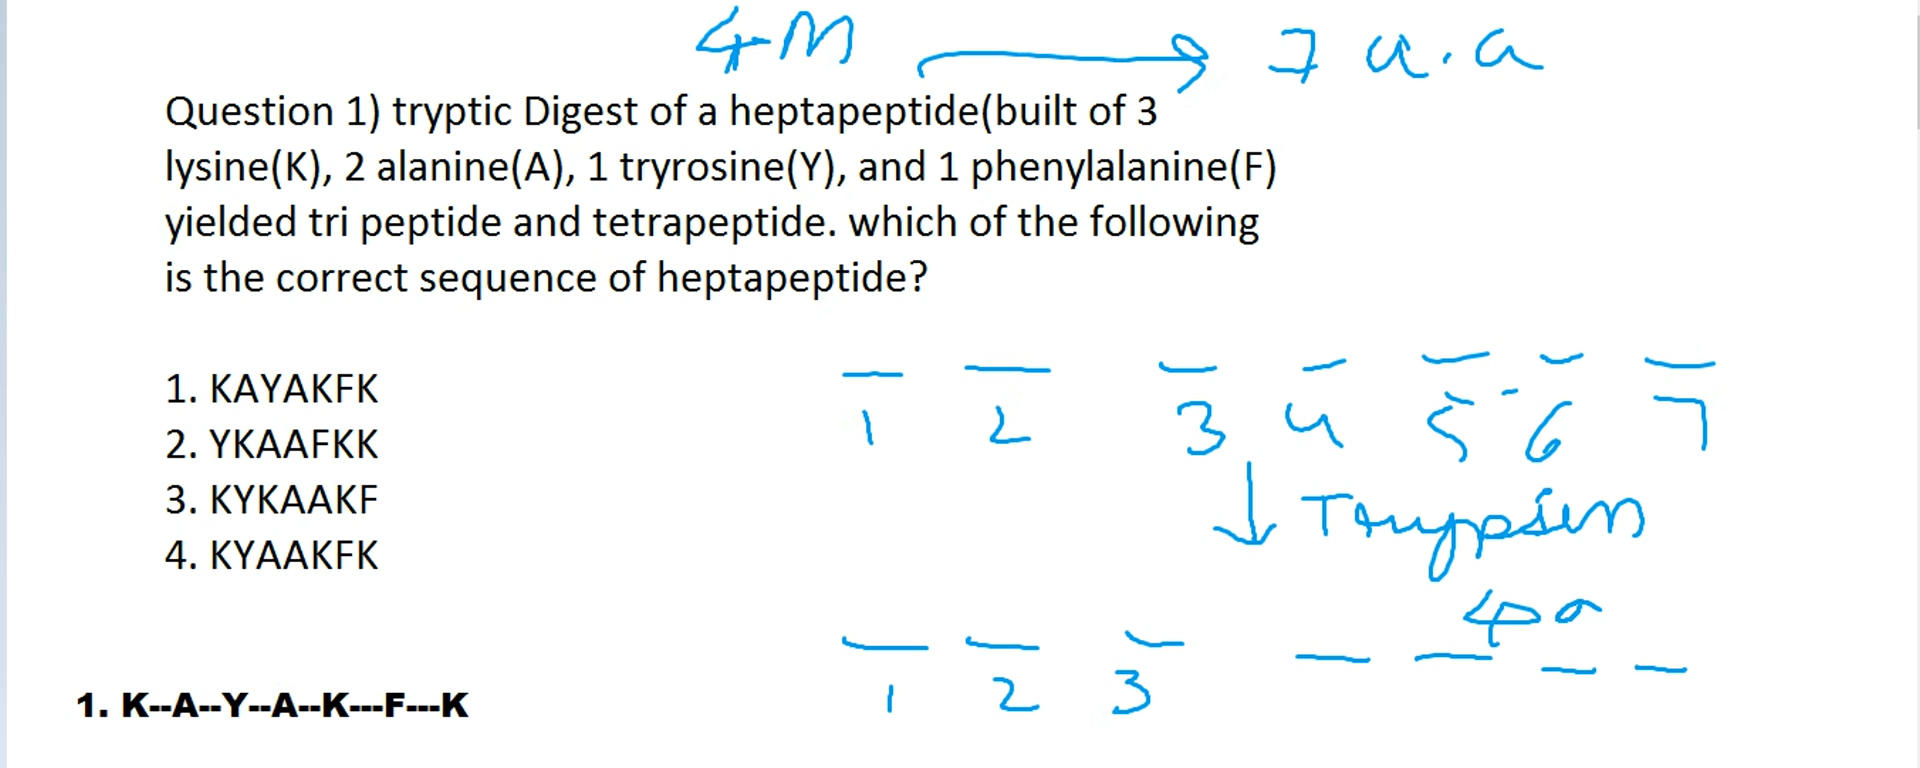 4M → 7 a.a
Question 1) tryptic Digest of a heptapeptide(built of 3
lysine(K), 2 alanine(A), 1 tryrosine(Y), and 1 phenylalanine(F)
yielded tri peptide and tetrapeptide. which of the following
is the correct sequence of heptapeptide?
1. KAYAKFK
2. YKAAFKK
3. KYKAAKF
4. KYAAKFK
1 2 3 4 5 6 7
↓ Trypsin
1 2 3
1. K--A--Y--A--K---F---K